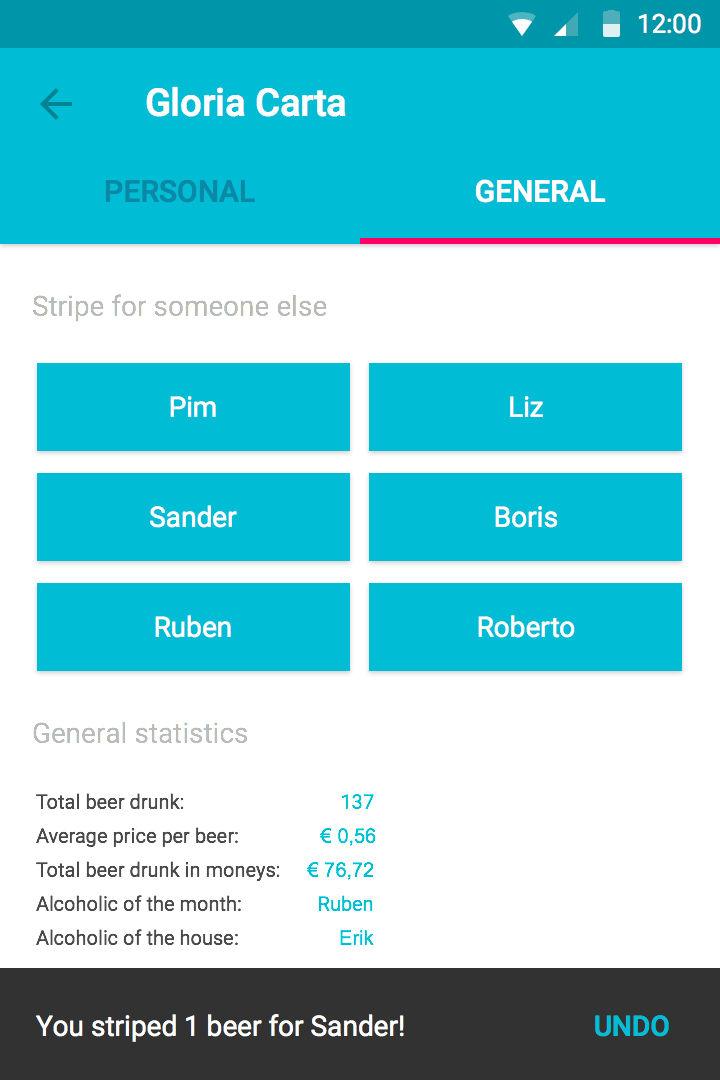 12:00
Gloria Carta
PERSONAL GENERAL
Stripe for someone else
Pim Liz
Sander Boris
Ruben Roberto
General statistics
Total beer drunk: 137
Average price per beer: € 0,56
Total beer drunk in moneys: € 76,72
Alcoholic of the month: Ruben
Alcoholic of the house: Erik
You striped 1 beer for Sander! UNDO